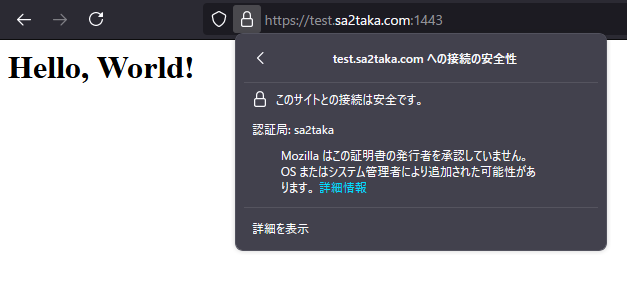 https://test.sa2taka.com:1443
Hello, World!
test.sa2taka.com への接続の安全性
このサイトとの接続は安全です。
認証局: sa2taka
Mozilla はこの証明書の発行者を承認していません。
OS またはシステム管理者により追加された可能性があ
ります。 詳細情報
詳細を表示